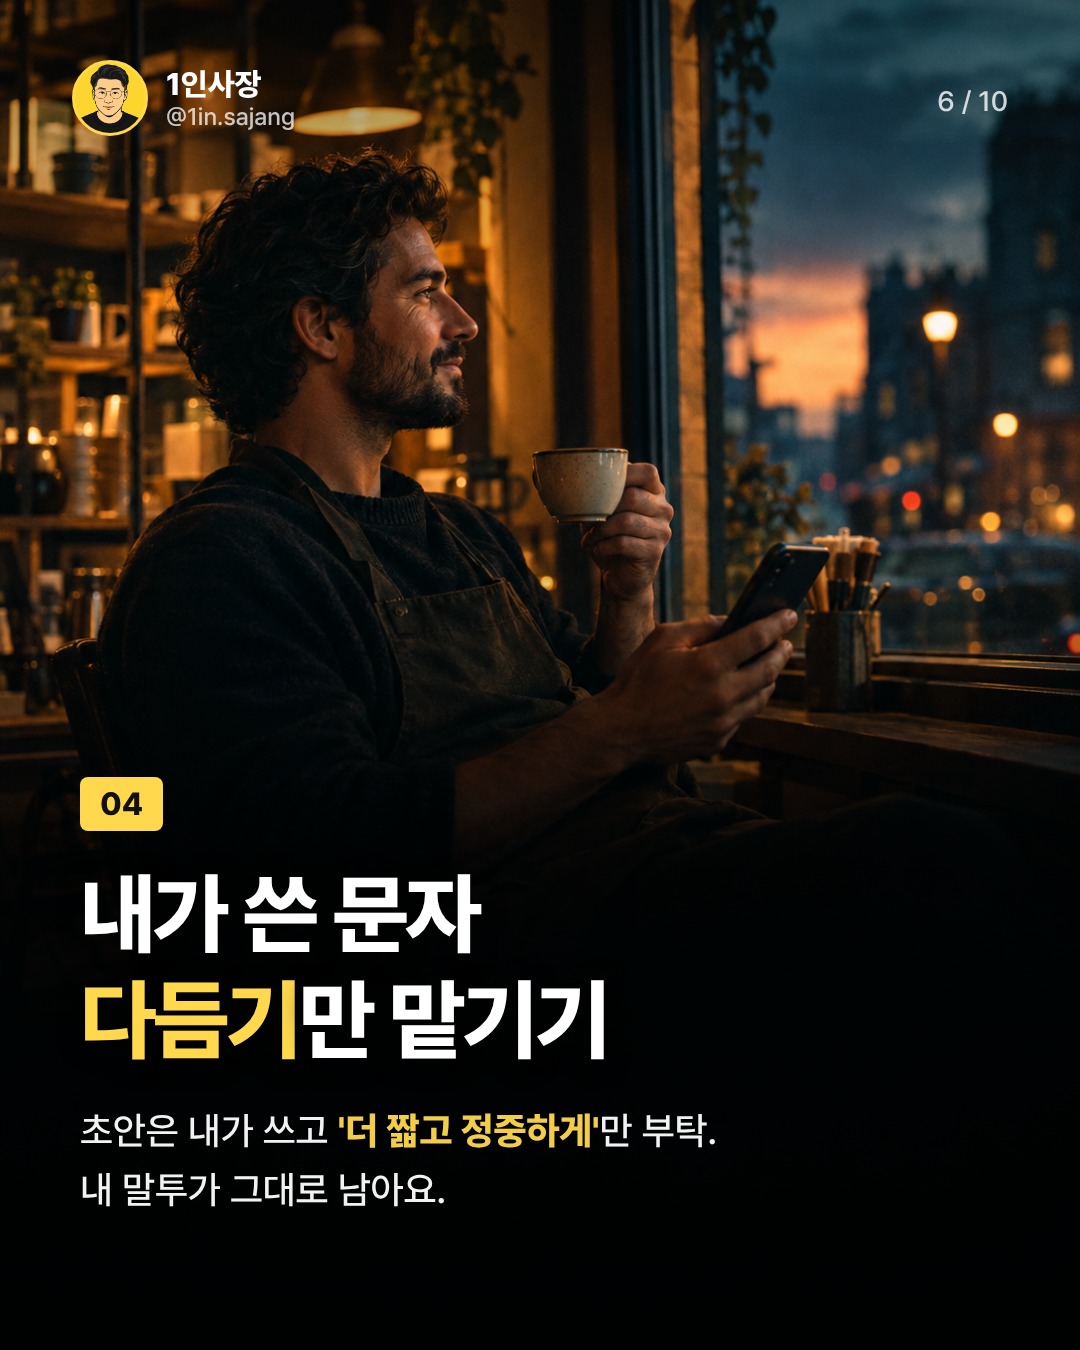 1인사장
@1in.sajang
6 / 10
04
내가 쓴 문자
다듬기만 맡기기
초안은 내가 쓰고 '더 짧고 정중하게'만 부탁.
내 말투가 그대로 남아요.